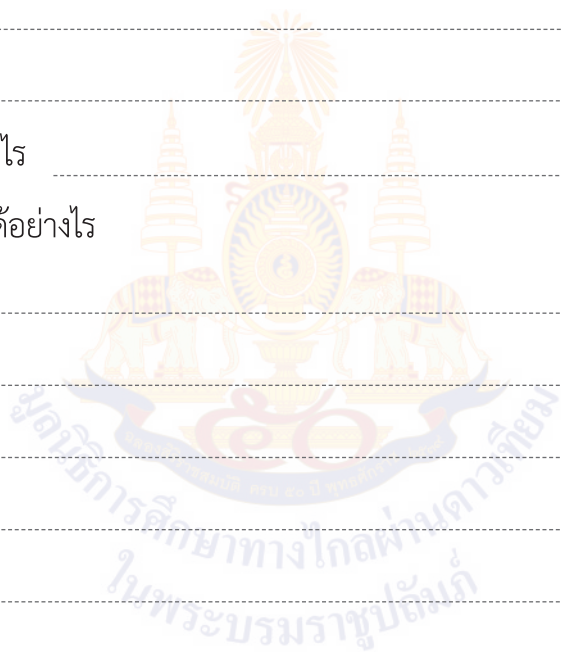 ไร
ด้อย่างไร
มูลนิธิการศึกษาทางไกลผ่านดาวเทียม
ในพระบรมราชูปถัมภ์